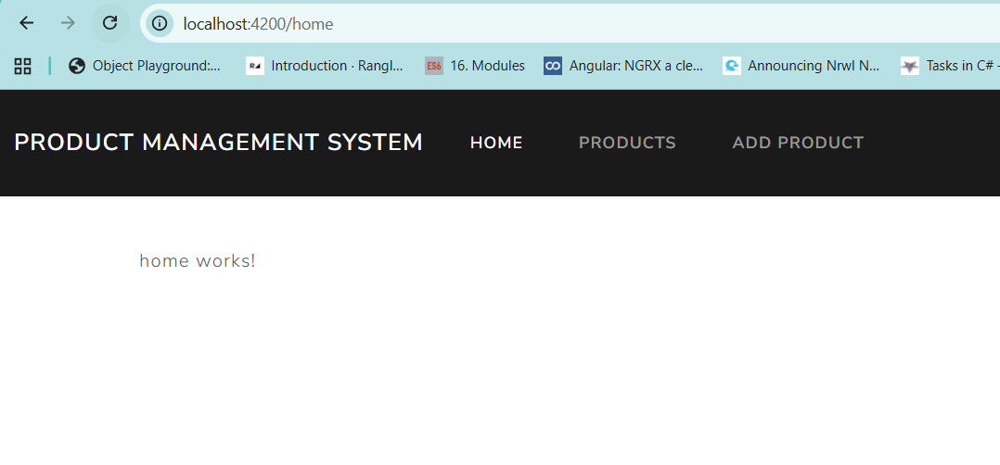 localhost:4200/home
Object Playground:... Introduction · Rangl... ES6 16. Modules Angular: NGRX a cle... Announcing Nrwl N... Tasks in C# -
PRODUCT MANAGEMENT SYSTEM HOME PRODUCTS ADD PRODUCT
home works!